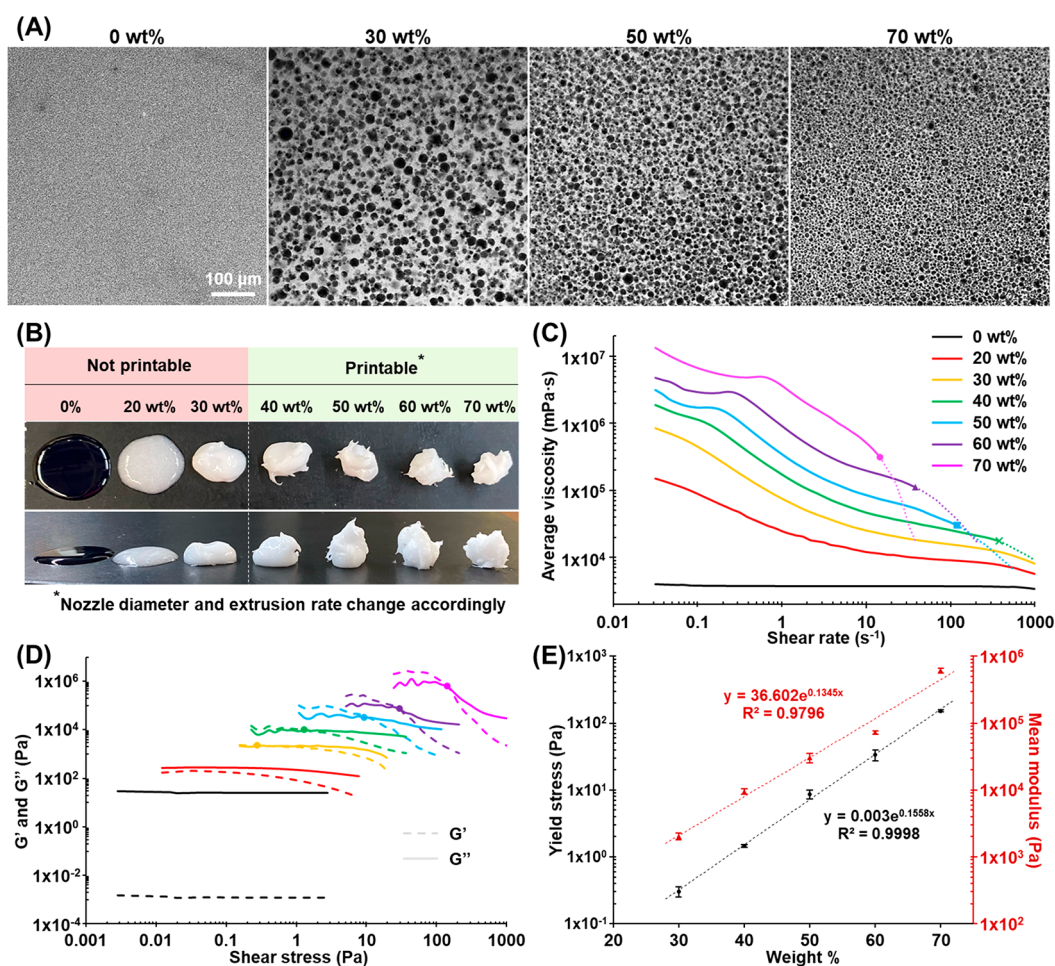 (A)
0 wt%
30 wt%
50 wt%
70 wt%
100 µm
(B)
Not printable
Printable*
0%
20 wt%
30 wt%
40 wt%
50 wt%
60 wt%
70 wt%
*Nozzle diameter and extrusion rate change accordingly
(C)
1x10⁷
1x10⁶
1x10⁵
1x10⁴
Average viscosity (mPa·s)
0.01
0.1
1
10
100
1000
Shear rate (s⁻¹)
0 wt%
20 wt%
30 wt%
40 wt%
50 wt%
60 wt%
70 wt%
(D)
1x10⁶
1x10⁴
1x10²
1x10⁰
1x10⁻²
1x10⁻⁴
G' and G'' (Pa)
0.001
0.01
0.1
1
10
100
1000
Shear stress (Pa)
G'
G''
(E)
1x10³
1x10²
1x10¹
1x10⁰
1x10⁻¹
Yield stress (Pa)
20
30
40
50
60
70
Weight %
1x10⁶
1x10⁵
1x10⁴
1x10³
1x10²
Mean modulus
(Pa)
y = 36.602e⁰·¹³⁴⁵ˣ
R² = 0.9796
y = 0.003e⁰·¹⁵⁵⁸ˣ
R² = 0.9998